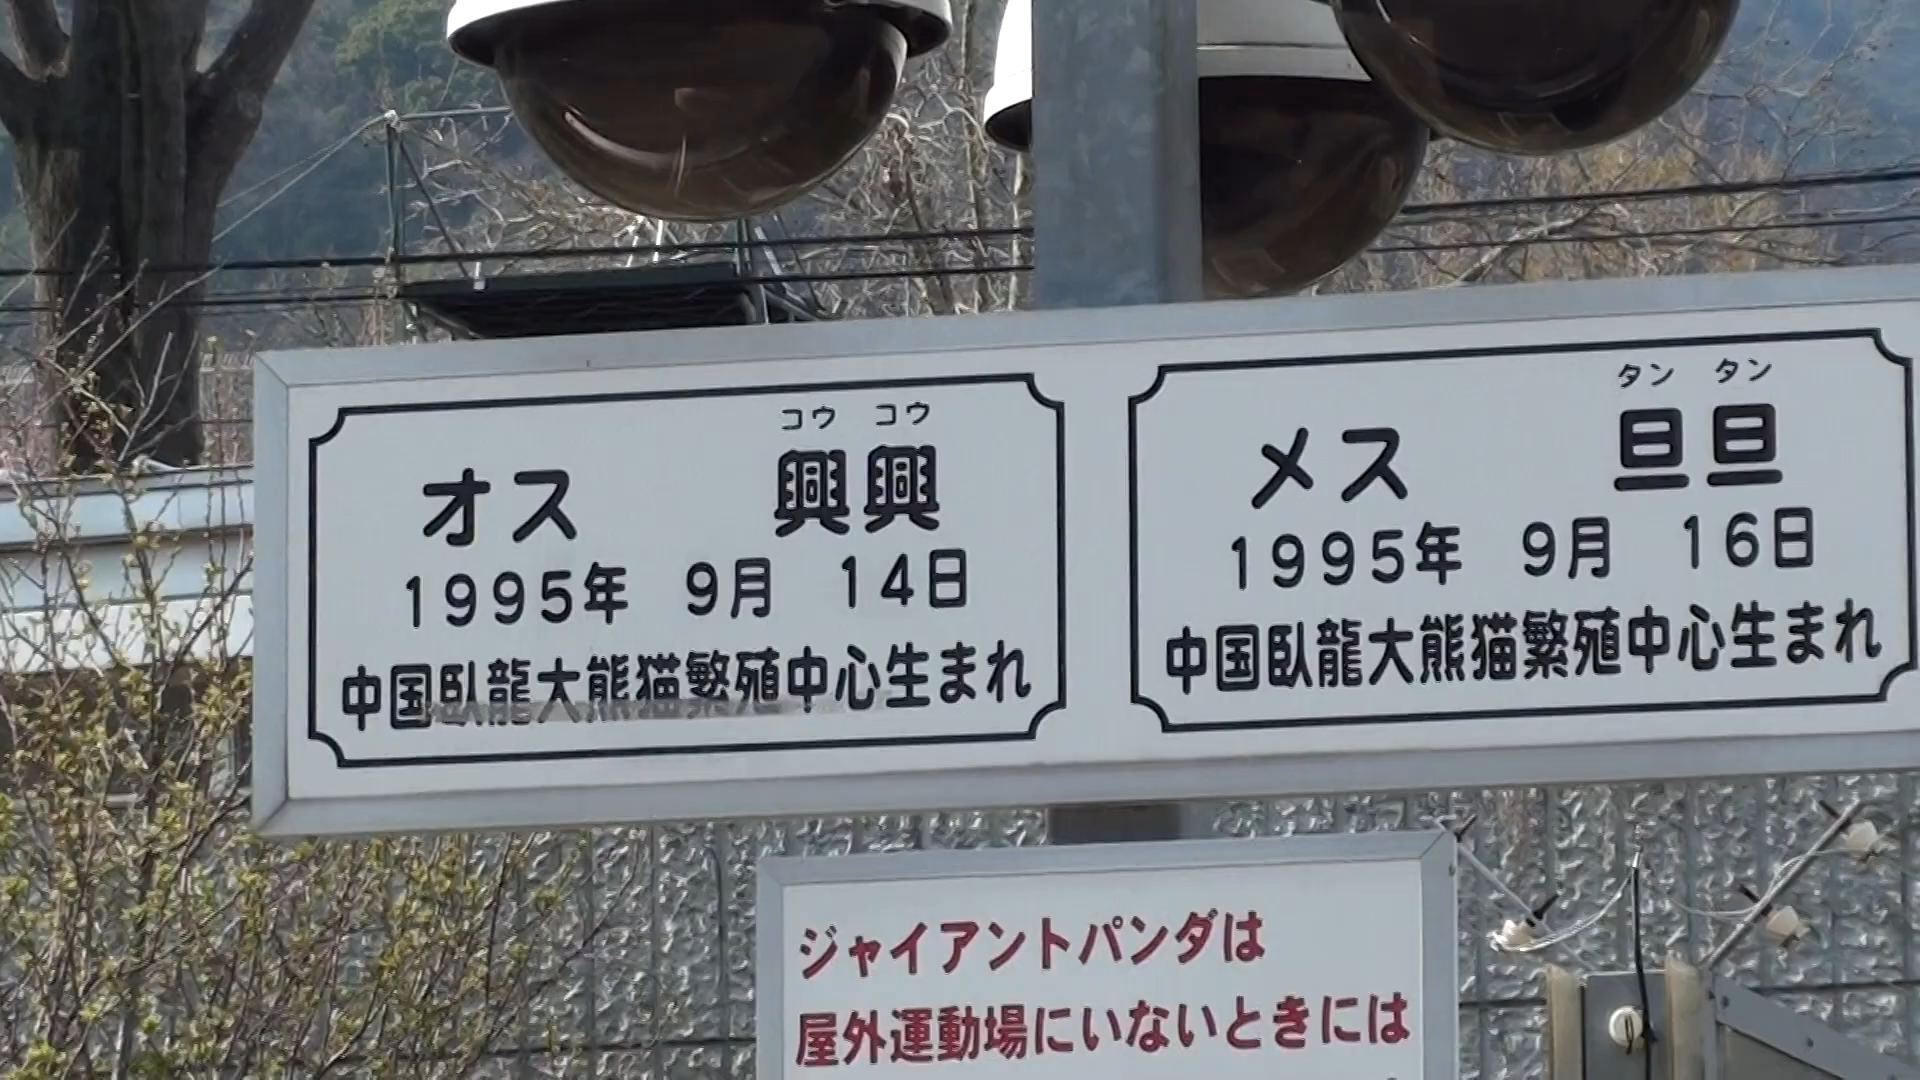 コウ コウ
オス 興興
1995年 9月 14日
中国臥龍大熊猫繁殖中心生まれ
タン タン
メス 旦旦
1995年 9月 16日
中国臥龍大熊猫繁殖中心生まれ
ジャイアントパンダは
屋外運動場にいないときには